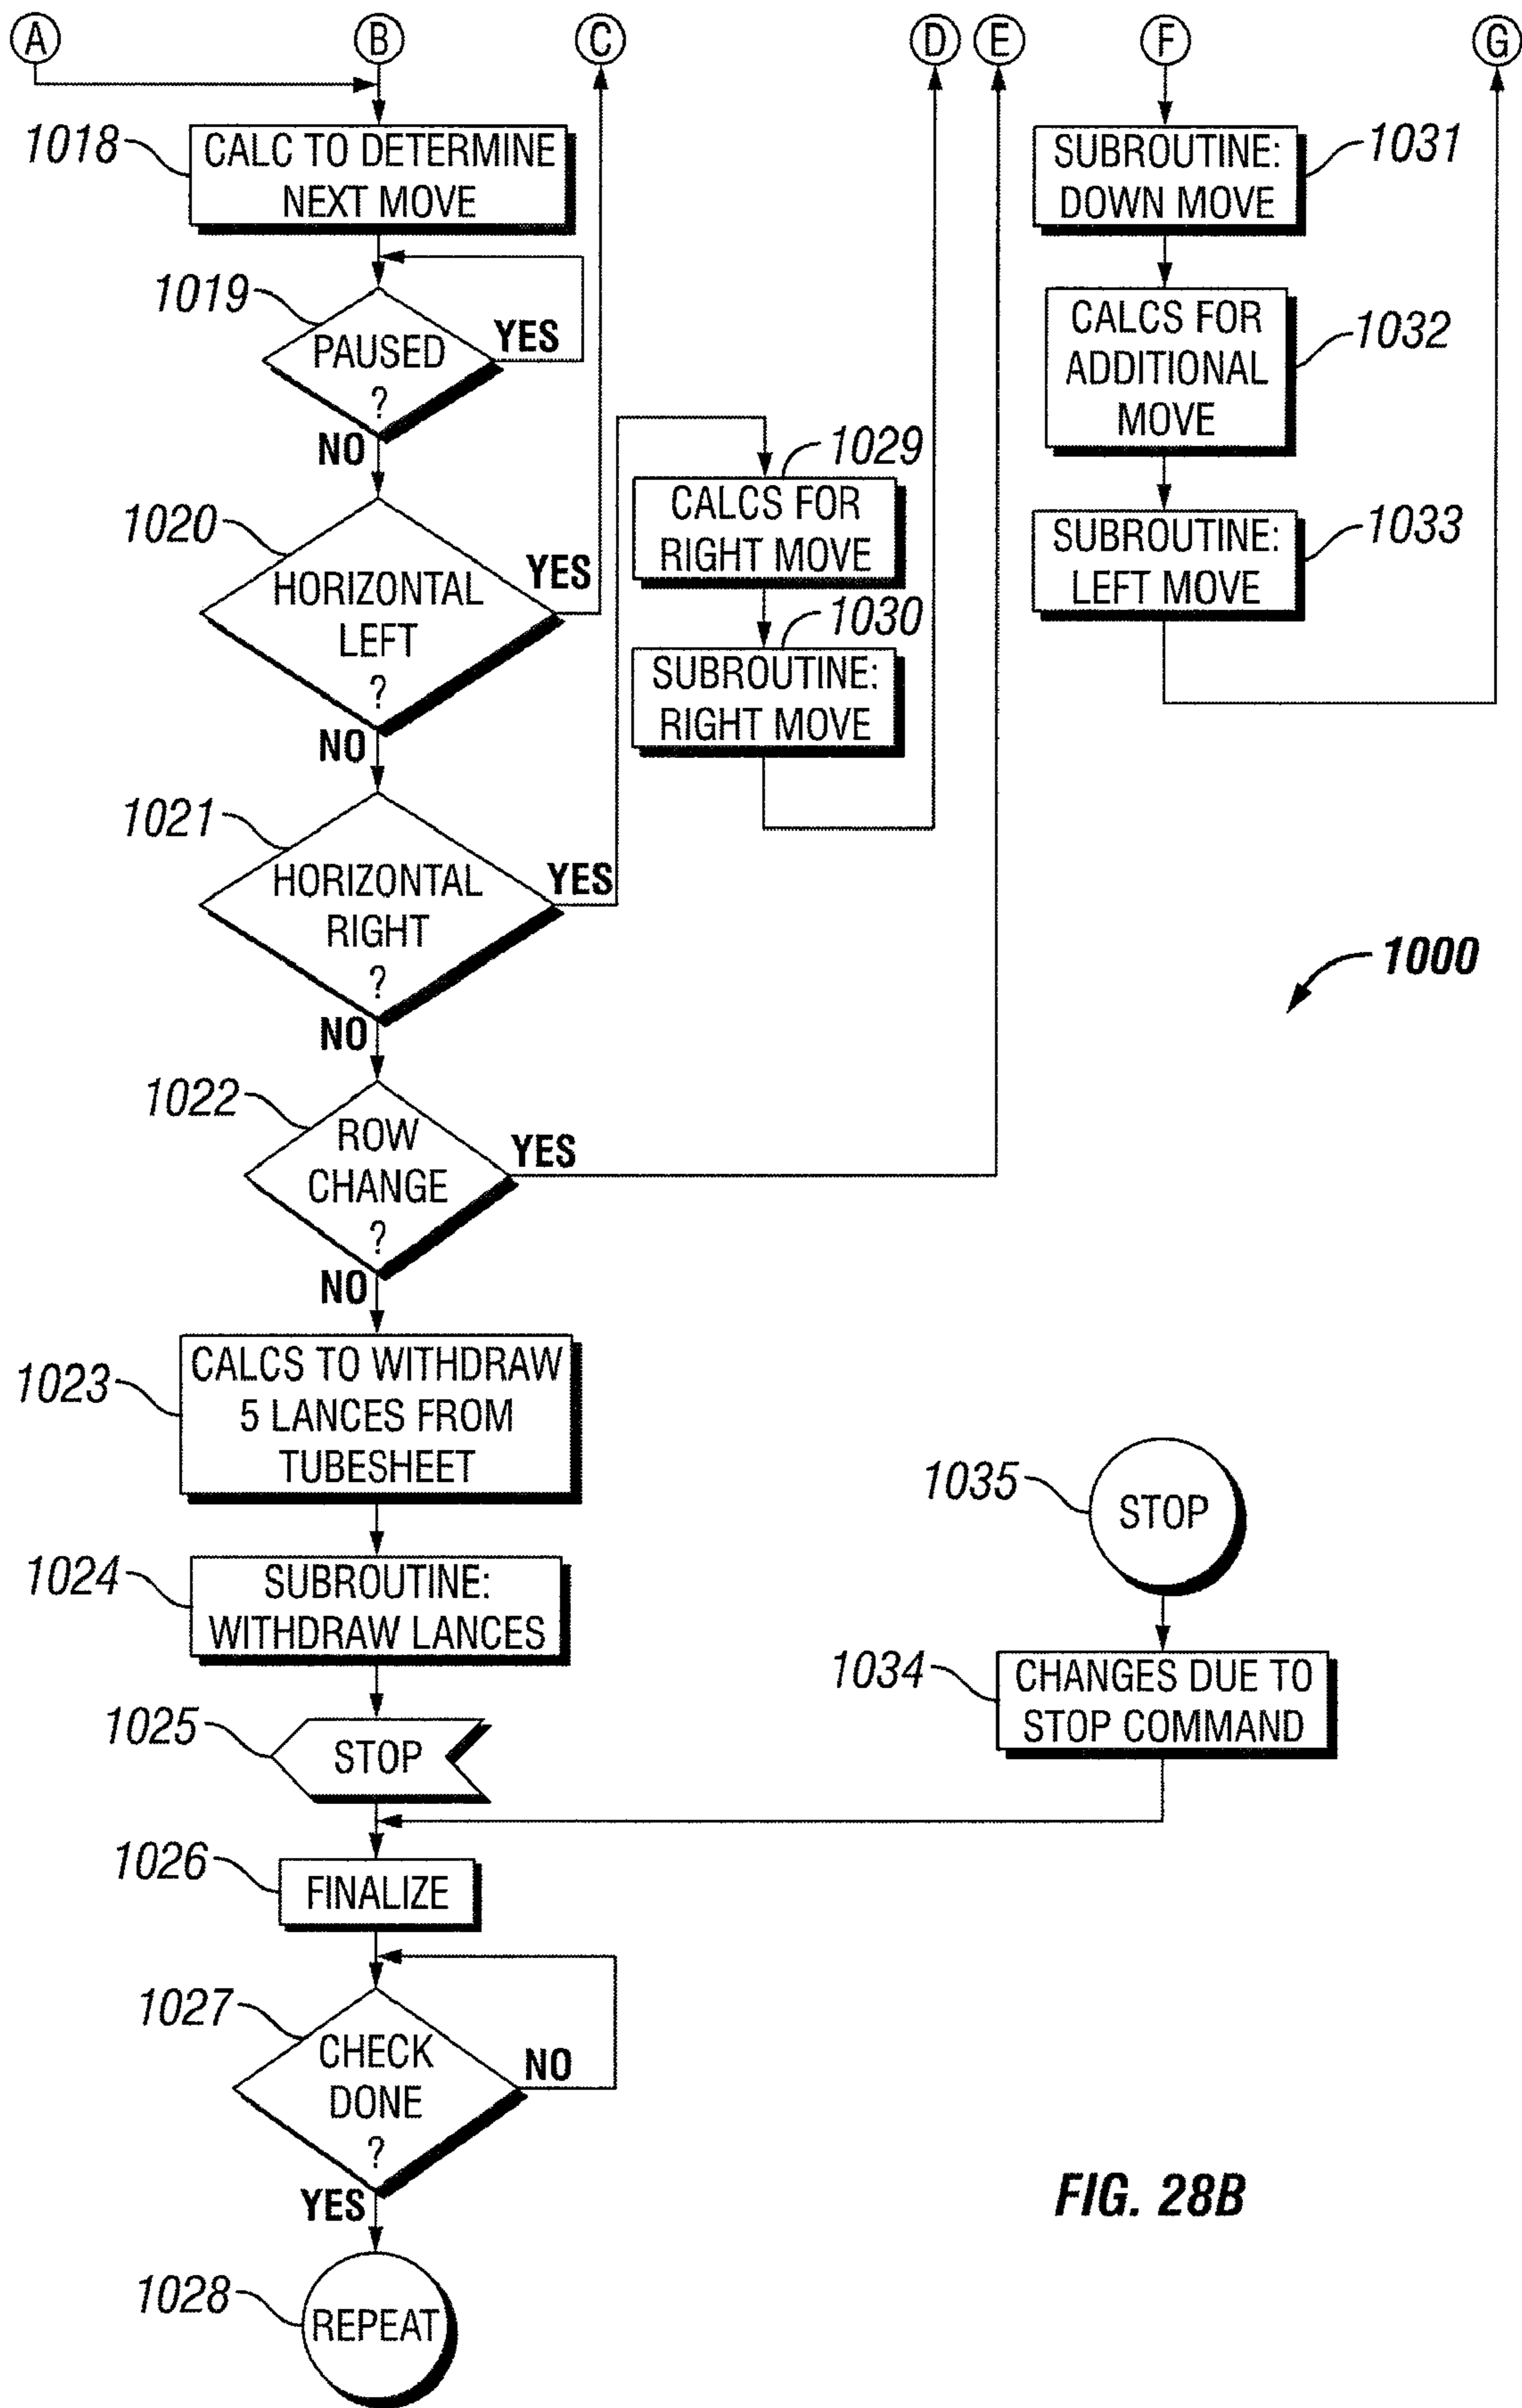 A
B
C
D
E
F
G
1018
CALC TO DETERMINE
NEXT MOVE
1019
PAUSED
?
YES
NO
1020
HORIZONTAL
LEFT
?
YES
NO
1021
HORIZONTAL
RIGHT
?
YES
NO
1022
ROW
CHANGE
?
YES
NO
1023
CALCS TO WITHDRAW
5 LANCES FROM
TUBESHEET
1024
SUBROUTINE:
WITHDRAW LANCES
1025
STOP
1026
FINALIZE
1027
CHECK
DONE
?
NO
YES
1028
REPEAT
1029
CALCS FOR
RIGHT MOVE
1030
SUBROUTINE:
RIGHT MOVE
1031
SUBROUTINE:
DOWN MOVE
1032
CALCS FOR
ADDITIONAL
MOVE
1033
SUBROUTINE:
LEFT MOVE
1000
1035
STOP
1034
CHANGES DUE TO
STOP COMMAND
FIG. 28B